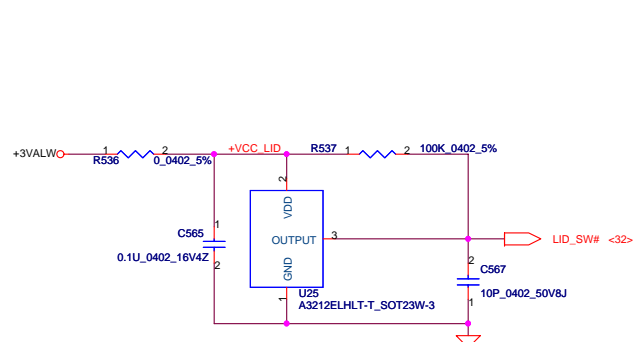 +VCC_LID
R537
1
2
100K_0402_5%
+3VALW
1
2
R536
0_0402_5%
2
VDD
1
C565
OUTPUT
3
LID_SW#
<32>
0.1U_0402_16V4Z
2
GND
2
C567
1
U25
10P_0402_50V8J
A3212ELHLT-T_SOT23W-3
1